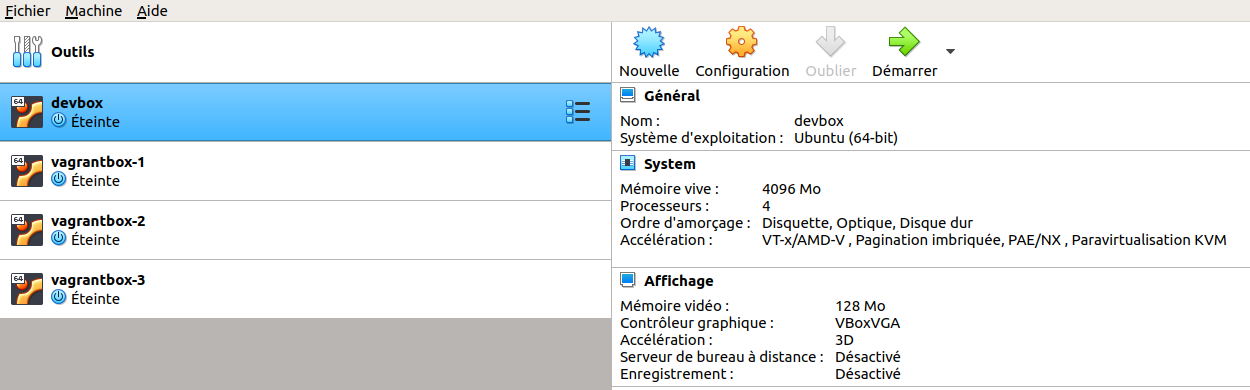 Fichier Machine Aide
Outils
64 devbox
Éteinte
64 vagrantbox-1
Éteinte
64 vagrantbox-2
Éteinte
64 vagrantbox-3
Éteinte
Nouvelle Configuration Oublier Démarrer
Général
Nom : devbox
Système d'exploitation : Ubuntu (64-bit)
System
Mémoire vive : 4096 Mo
Processeurs : 4
Ordre d'amorçage : Disquette, Optique, Disque dur
Accélération : VT-x/AMD-V , Pagination imbriquée, PAE/NX , Paravirtualisation KVM
Affichage
Mémoire vidéo : 128 Mo
Contrôleur graphique : VBoxVGA
Accélération : 3D
Serveur de bureau à distance : Désactivé
Enregistrement : Désactivé